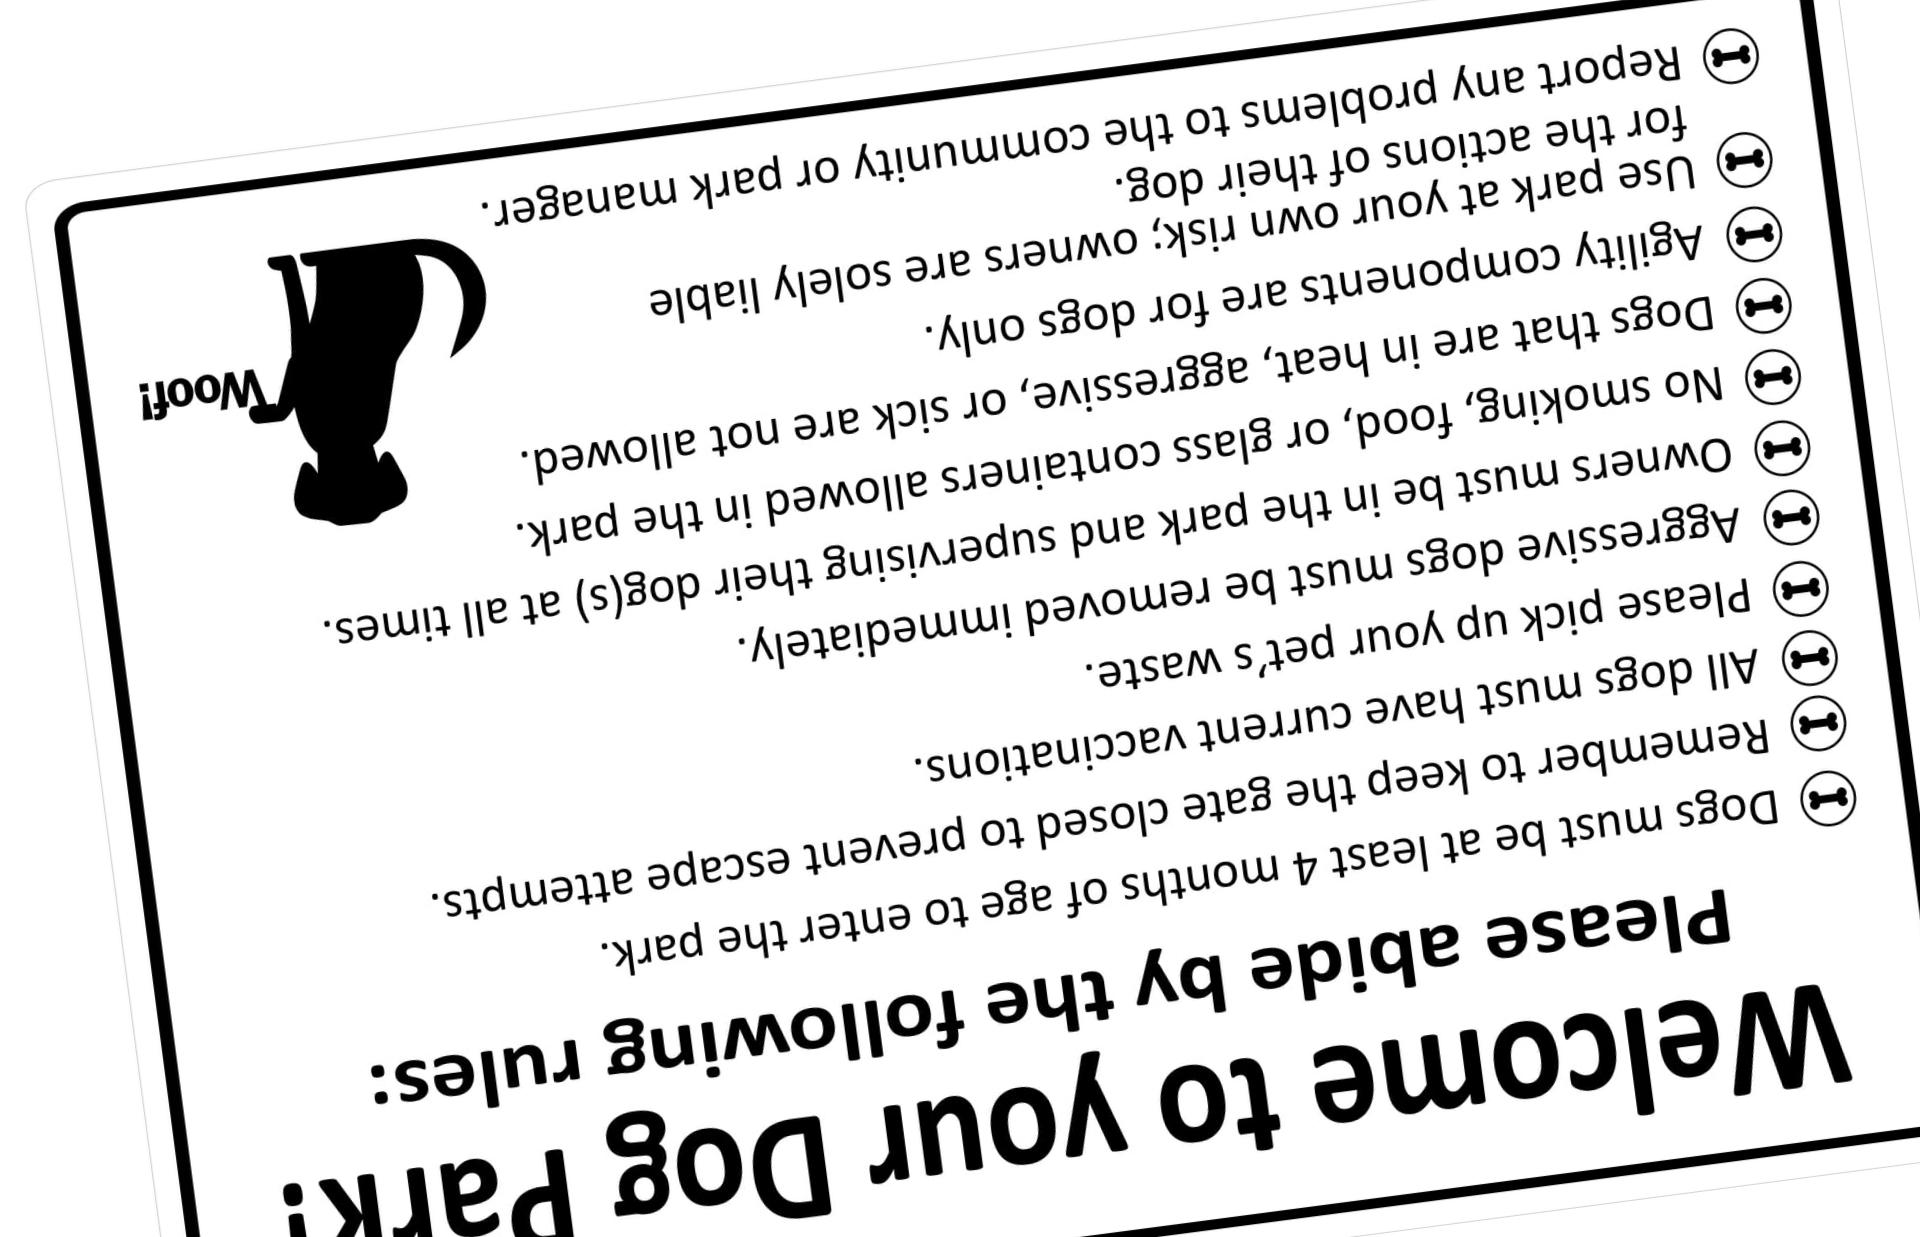 Welcome to your Dog Park!
Please abide by the following rules:
Dogs must be at least 4 months of age to enter the park.
Remember to keep the gate closed to prevent escape attempts.
All dogs must have current vaccinations.
Please pick up your pet's waste.
Aggressive dogs must be removed immediately.
Owners must be in the park and supervising their dog(s) at all times.
No smoking, food, or glass containers allowed in the park.
Dogs that are in heat, aggressive, or sick are not allowed.
Agility components are for dogs only.
Use park at your own risk; owners are solely liable
for the actions of their dog.
Report any problems to the community or park manager.
Woof!